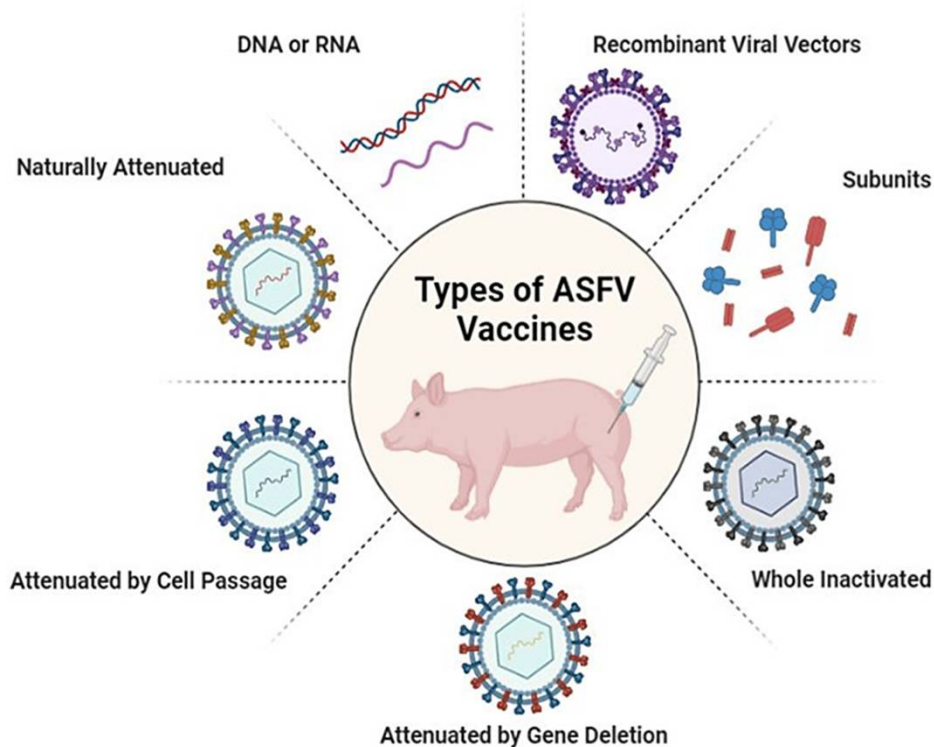 DNA or RNA
Recombinant Viral Vectors
Naturally Attenuated
Subunits
Types of ASFV
Vaccines
Attenuated by Cell Passage
Whole Inactivated
Attenuated by Gene Deletion